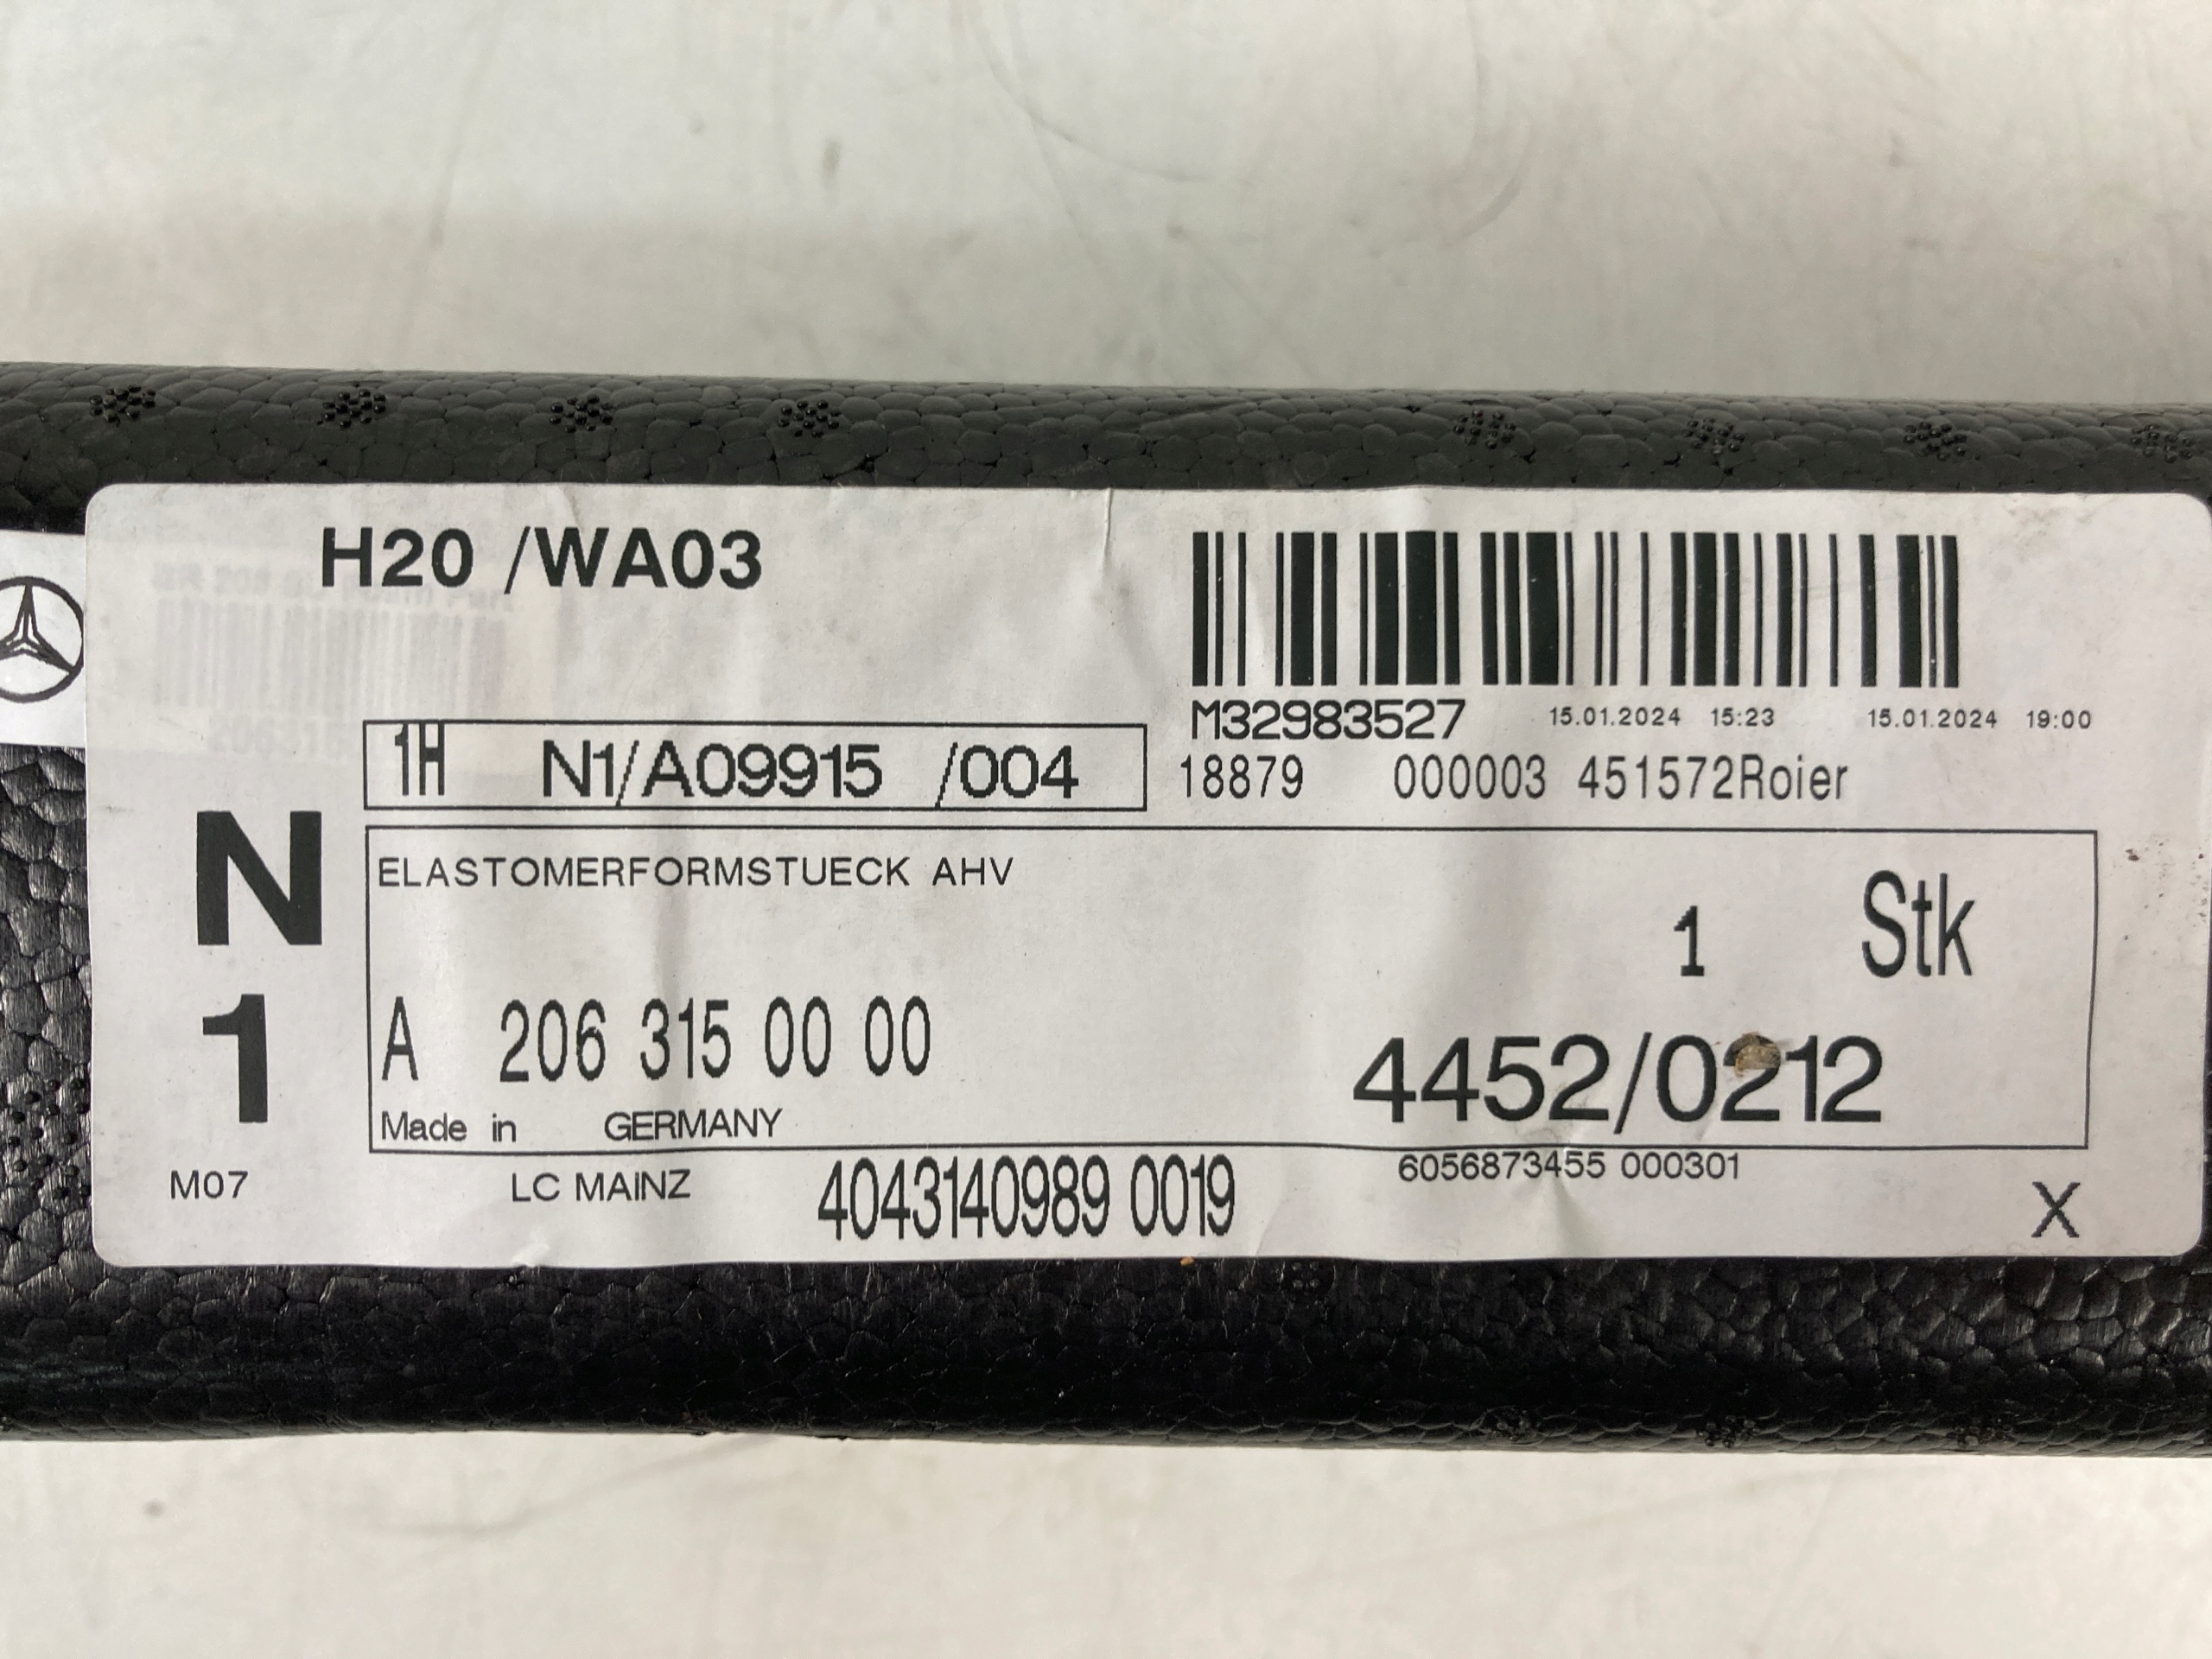 H20 /WA03
M32983527 15.01.2024 15:23 15.01.2024 19:00
1H N1/A09915 /004
18879 000003 451572Roier
N
1
ELASTOMERFORMSTUECK AHV
1 Stk
A 206 315 00 00
4452/0212
Made in GERMANY
M07 LC MAINZ 4043140989 0019 6056873455 000301
X